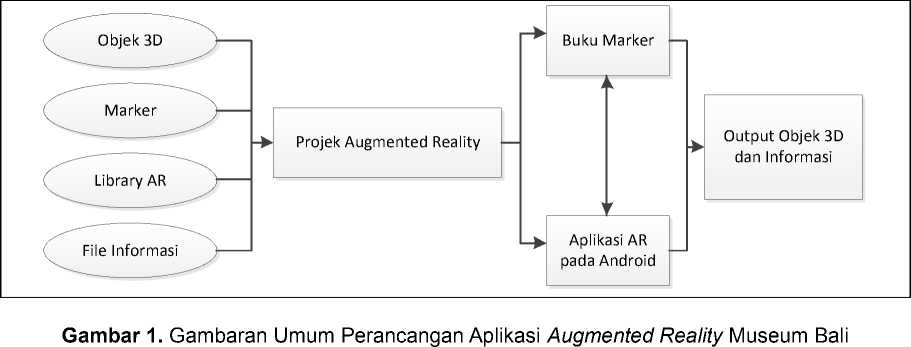 Objek 3D
Marker
Library AR
File Informasi
Projek Augmented Reality
Buku Marker
Aplikasi AR
pada Android
Output Objek 3D
dan Informasi
Gambar 1. Gambaran Umum Perancangan Aplikasi Augmented Reality Museum Bali